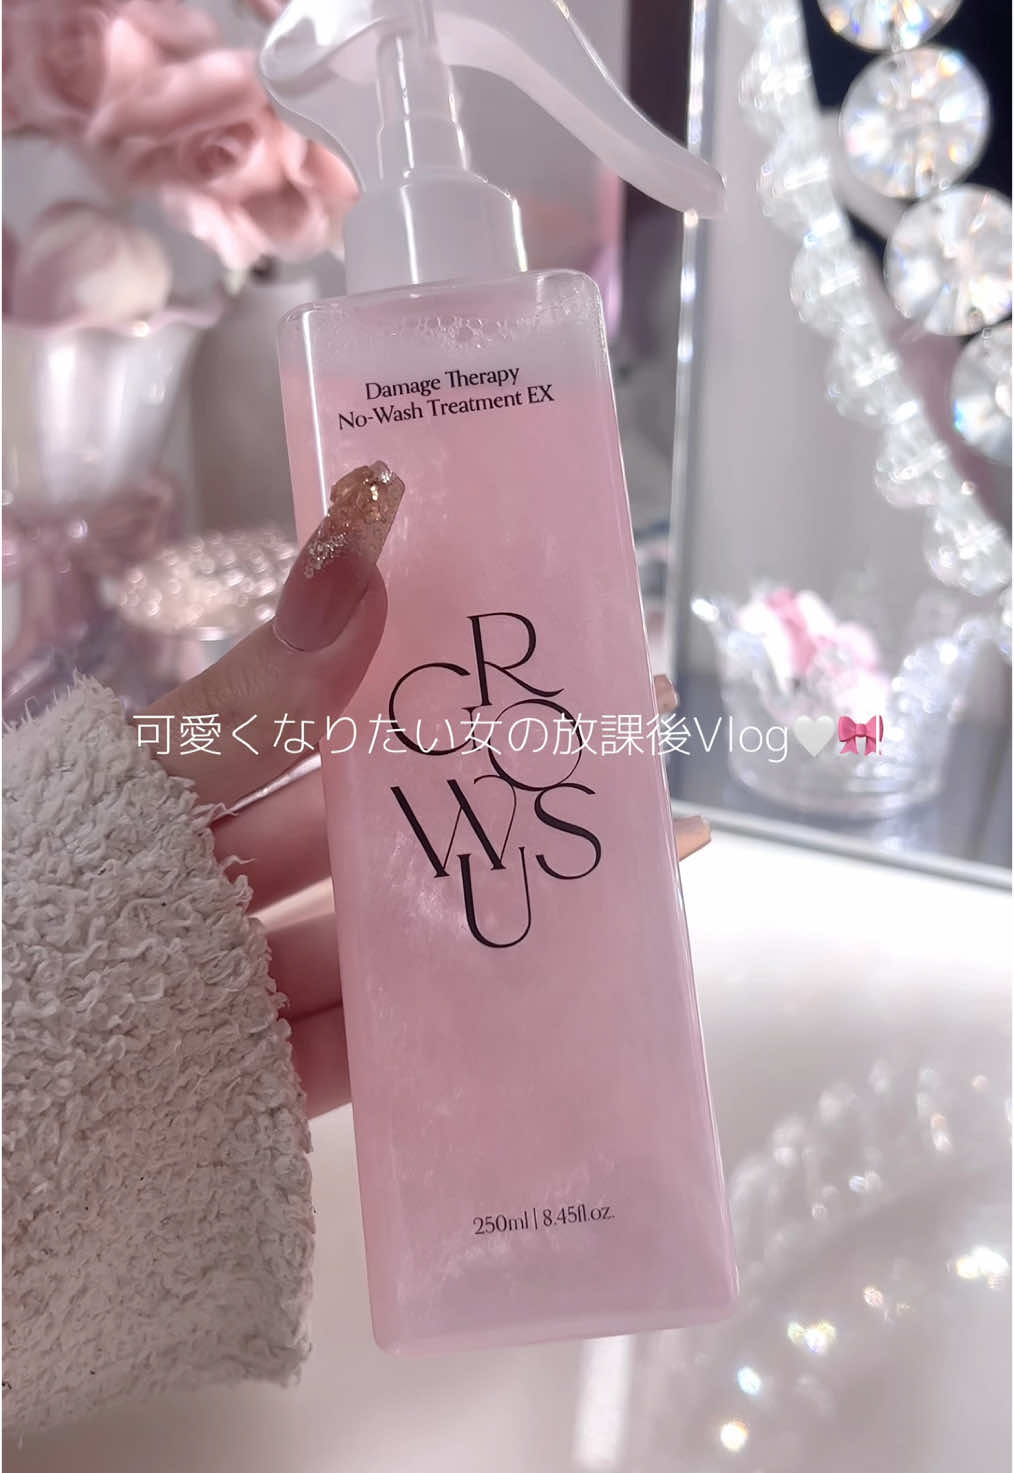 Damage Therapy
No-Wash Treatment EX
可愛くなりたい女の放課後Vlog🤍🎀
CROWUS
250ml | 8.45fl.oz.